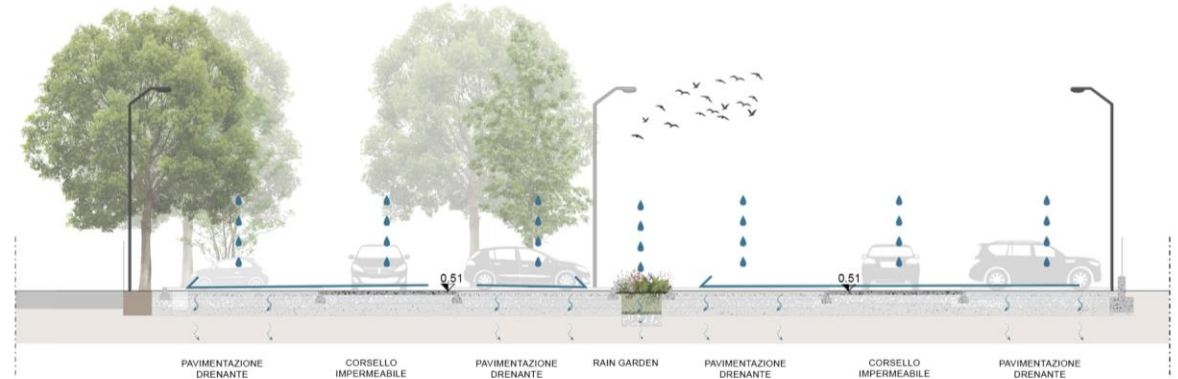 0.51
0.51
PAVIMENTAZIONE
DRENANTE
CORSELLO
IMPERMEABILE
PAVIMENTAZIONE
DRENANTE
RAIN GARDEN
PAVIMENTAZIONE
DRENANTE
CORSELLO
IMPERMEABILE
PAVIMENTAZIONE
DRENANTE